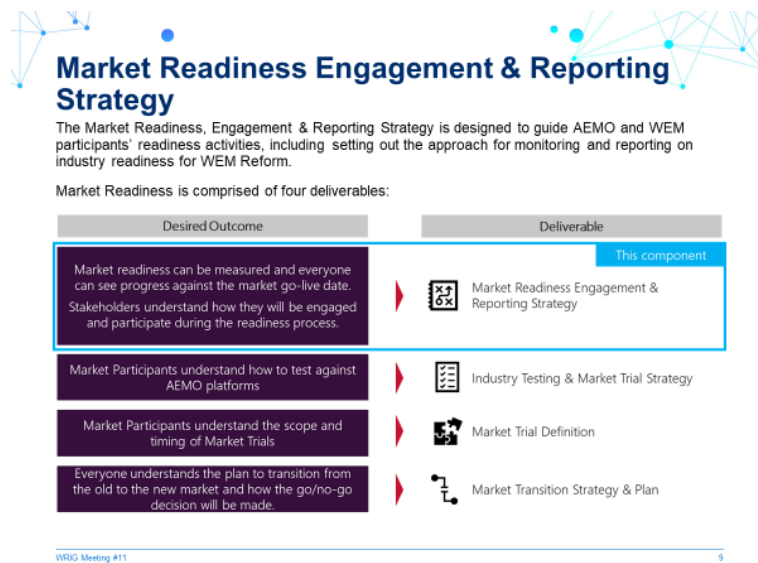 Market Readiness Engagement & Reporting
Strategy
The Market Readiness, Engagement & Reporting Strategy is designed to guide AEMO and WEM
participants' readiness activities, including setting out the approach for monitoring and reporting on
industry readiness for WEM Reform.
Market Readiness is comprised of four deliverables:
Desired Outcome
Deliverable
This component
Market readiness can be measured and everyone
can see progress against the market go-live date.
Stakeholders understand how they will be engaged
and participate during the readiness process.
Market Readiness Engagement &
Reporting Strategy
Market Participants understand how to test against
AEMO platforms
Industry Testing & Market Trial Strategy
Market Participants understand the scope and
timing of Market Trials
Market Trial Definition
Everyone understands the plan to transition from
the old to the new market and how the go/no-go
decision will be made.
Market Transition Strategy & Plan
WRIG Meeting #11
9